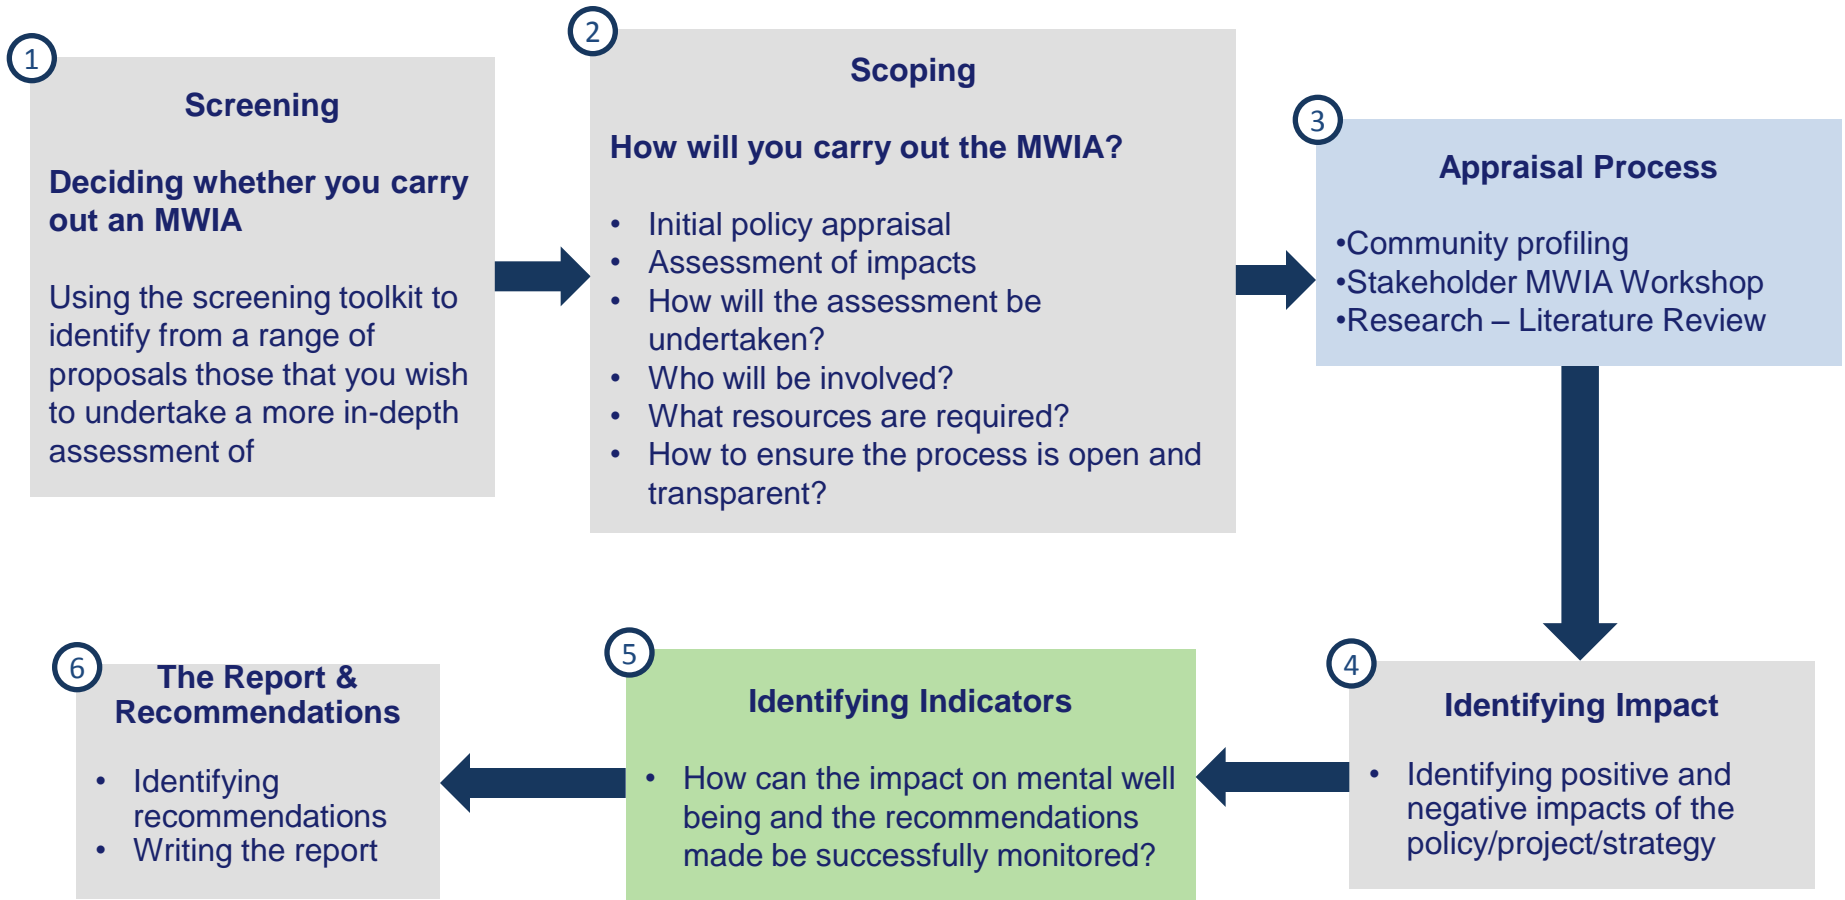 1
Screening
Deciding whether you carry
out an MWIA
Using the screening toolkit to
identify from a range of
proposals those that you wish
to undertake a more in-depth
assessment of
2
Scoping
How will you carry out the MWIA?
• Initial policy appraisal
• Assessment of impacts
• How will the assessment be
undertaken?
• Who will be involved?
• What resources are required?
• How to ensure the process is open and
transparent?
3
Appraisal Process
•Community profiling
•Stakeholder MWIA Workshop
•Research – Literature Review
4
Identifying Impact
• Identifying positive and
negative impacts of the
policy/project/strategy
5
Identifying Indicators
• How can the impact on mental well
being and the recommendations
made be successfully monitored?
6
The Report &
Recommendations
• Identifying
recommendations
• Writing the report